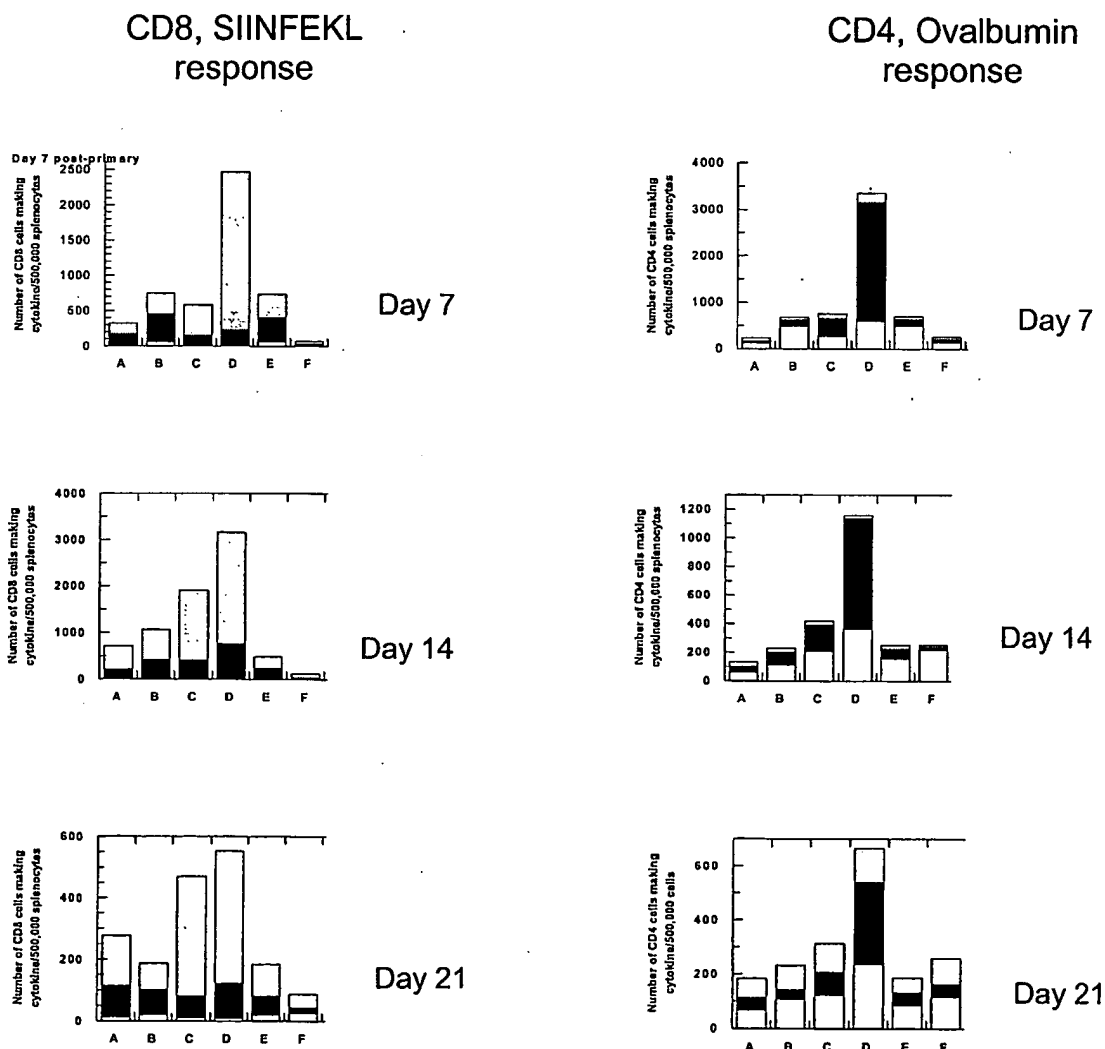 CD8, SIINFEKL
response
CD4, Ovalbumin
response
Day 7 post-primary
Number of CD8 cells making
cytokine/500,000 splenocytes
2500
2000
1500
1000
500
0
A B C D E F
Day 7
Number of CD4 cells making
cytokine/500,000 splenocytas
4000
3000
2000
1000
0
A B C D E F
Day 7
Number of CD8 cells making
cytokine/500,000 splenocytes
4000
3000
2000
1000
0
A B C D E F
Day 14
Number of CD4 cells making
cytokine/500,000 splenocytes
1200
1000
800
600
400
200
0
A B C D E F
Day 14
Number of CD8 cells making
cytokine/500,000 splenocytes
600
400
200
0
A B C D E F
Day 21
Number of CD4 cells making
cytokine/500,000 cells
600
400
200
0
A B C D E F
Day 21